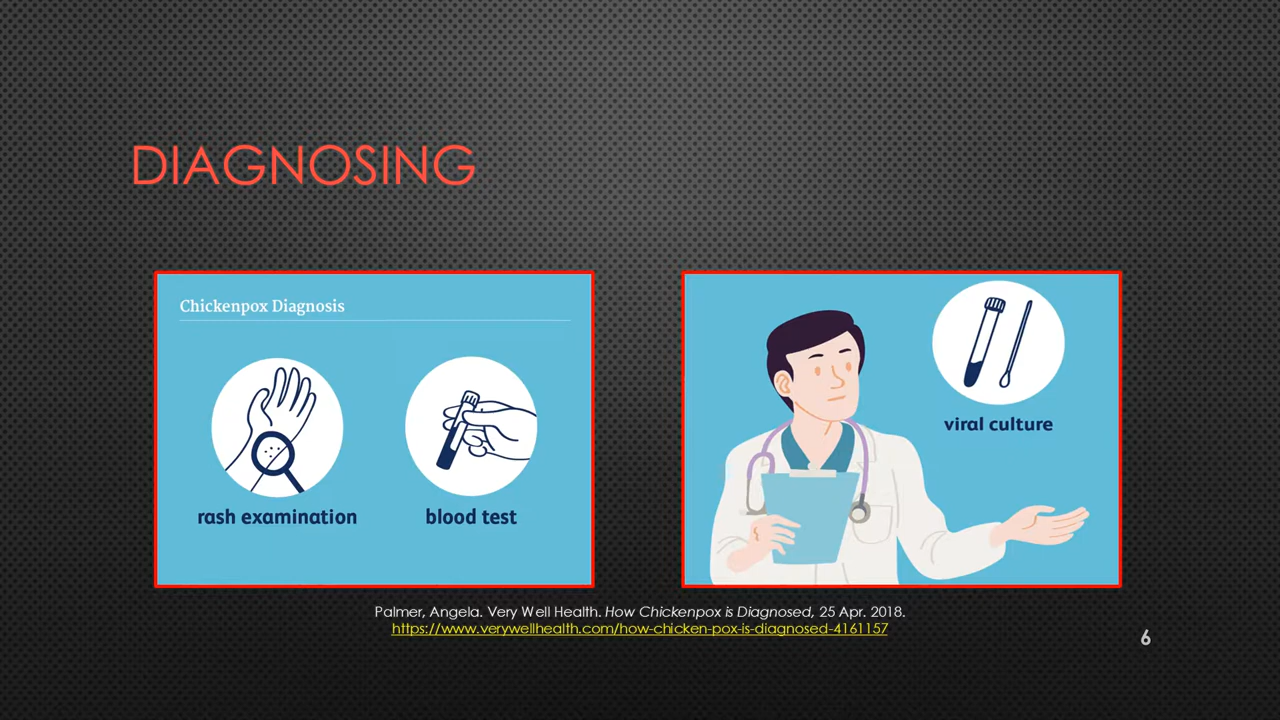 DIAGNOSING
Chickenpox Diagnosis
rash examination
blood test
viral culture
Palmer, Angela. Very Well Health. How Chickenpox is Diagnosed, 25 Apr. 2018.
https://www.verywellhealth.com/how-chicken-pox-is-diagnosed-4161157
6